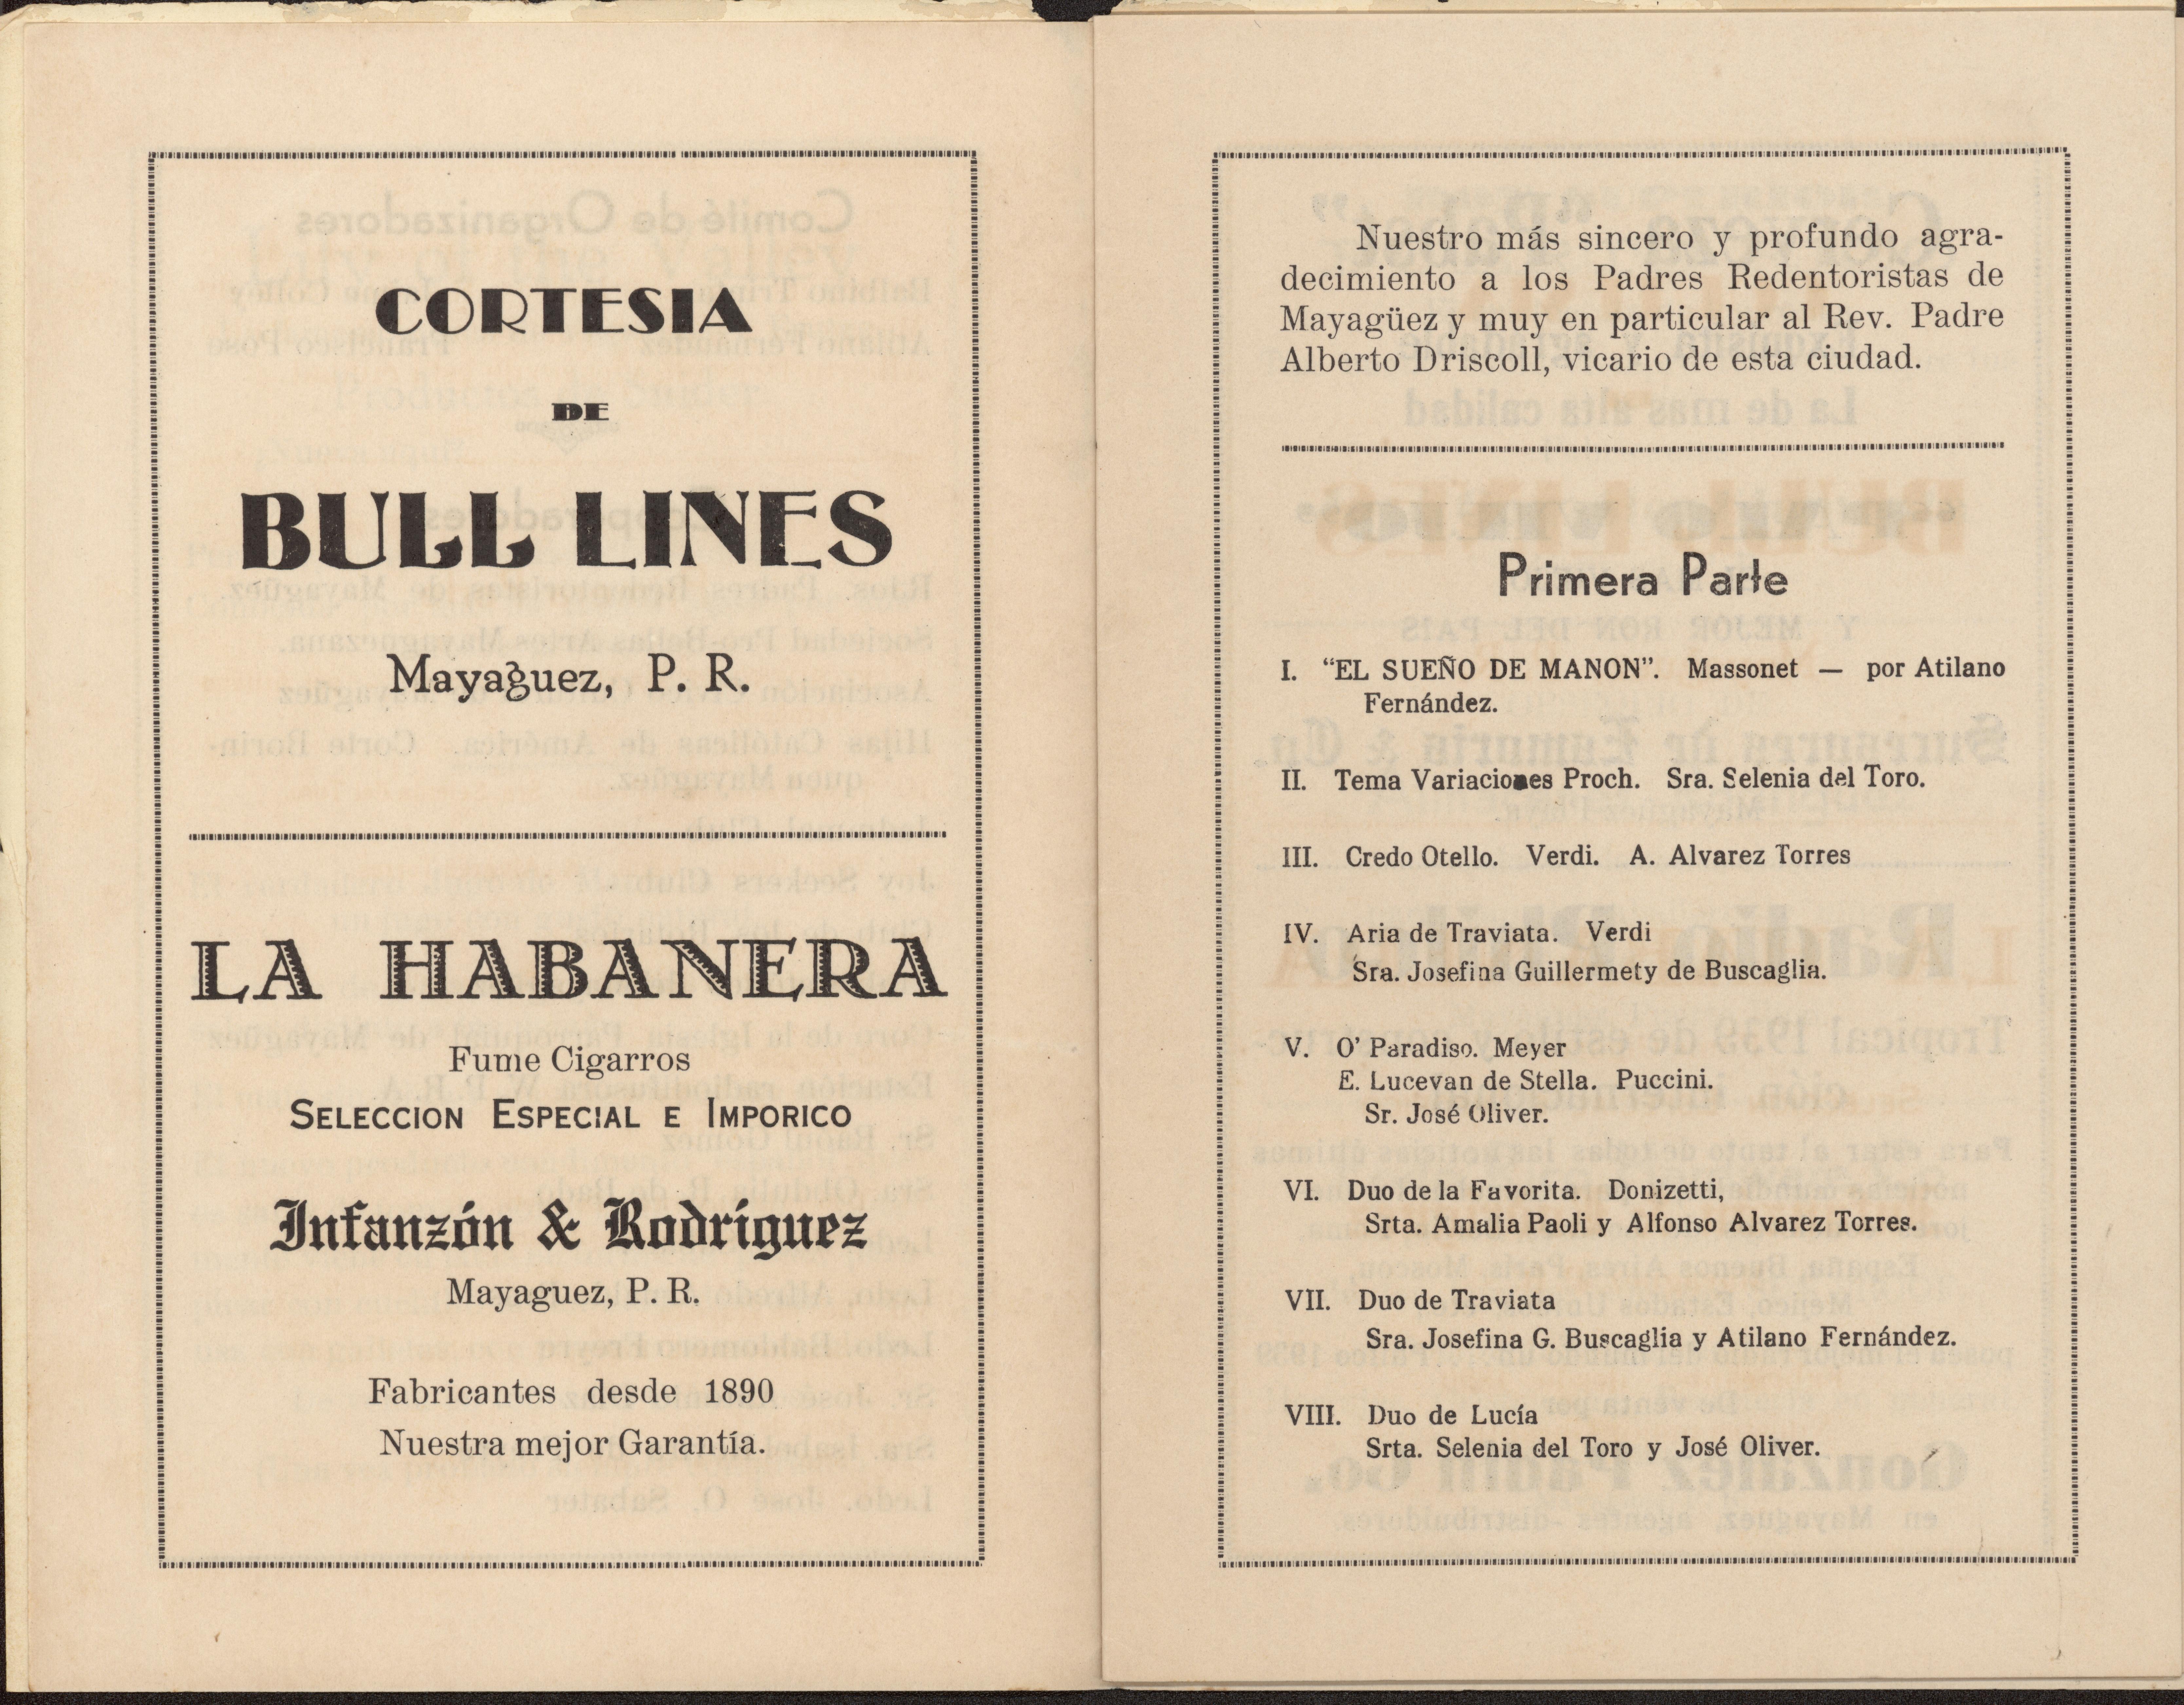 CORTESIA
DE
BULL LINES
Mayaguez, P. R.
LA HABANERA
Fume Cigarros
SELECCION ESPECIAL E IMPORICO
Infanzón & Rodríguez
Mayaguez, P. R.
Fabricantes desde 1890
Nuestra mejor Garantía.
Nuestro más sincero y profundo agra-
decimiento a los Padres Redentoristas de
Mayagüez y muy en particular al Rev. Padre
Alberto Driscoll, vicario de esta ciudad.
Primera Parte
I. “EL SUEÑO DE MANON”. Massonet — por Atilano
Fernández.
II. Tema Variaciones Proch. Sra. Selenia del Toro.
III. Credo Otello. Verdi. A. Alvarez Torres
IV. Aria de Traviata. Verdi
Sra. Josefina Guillermety de Buscaglia.
V. O’ Paradiso. Meyer
E. Lucevan de Stella. Puccini.
Sr. José Oliver.
VI. Duo de la Favorita. Donizetti,
Srta. Amalia Paoli y Alfonso Alvarez Torres.
VII. Duo de Traviata
Sra. Josefina G. Buscaglia y Atilano Fernández.
VIII. Duo de Lucía
Srta. Selenia del Toro y José Oliver.